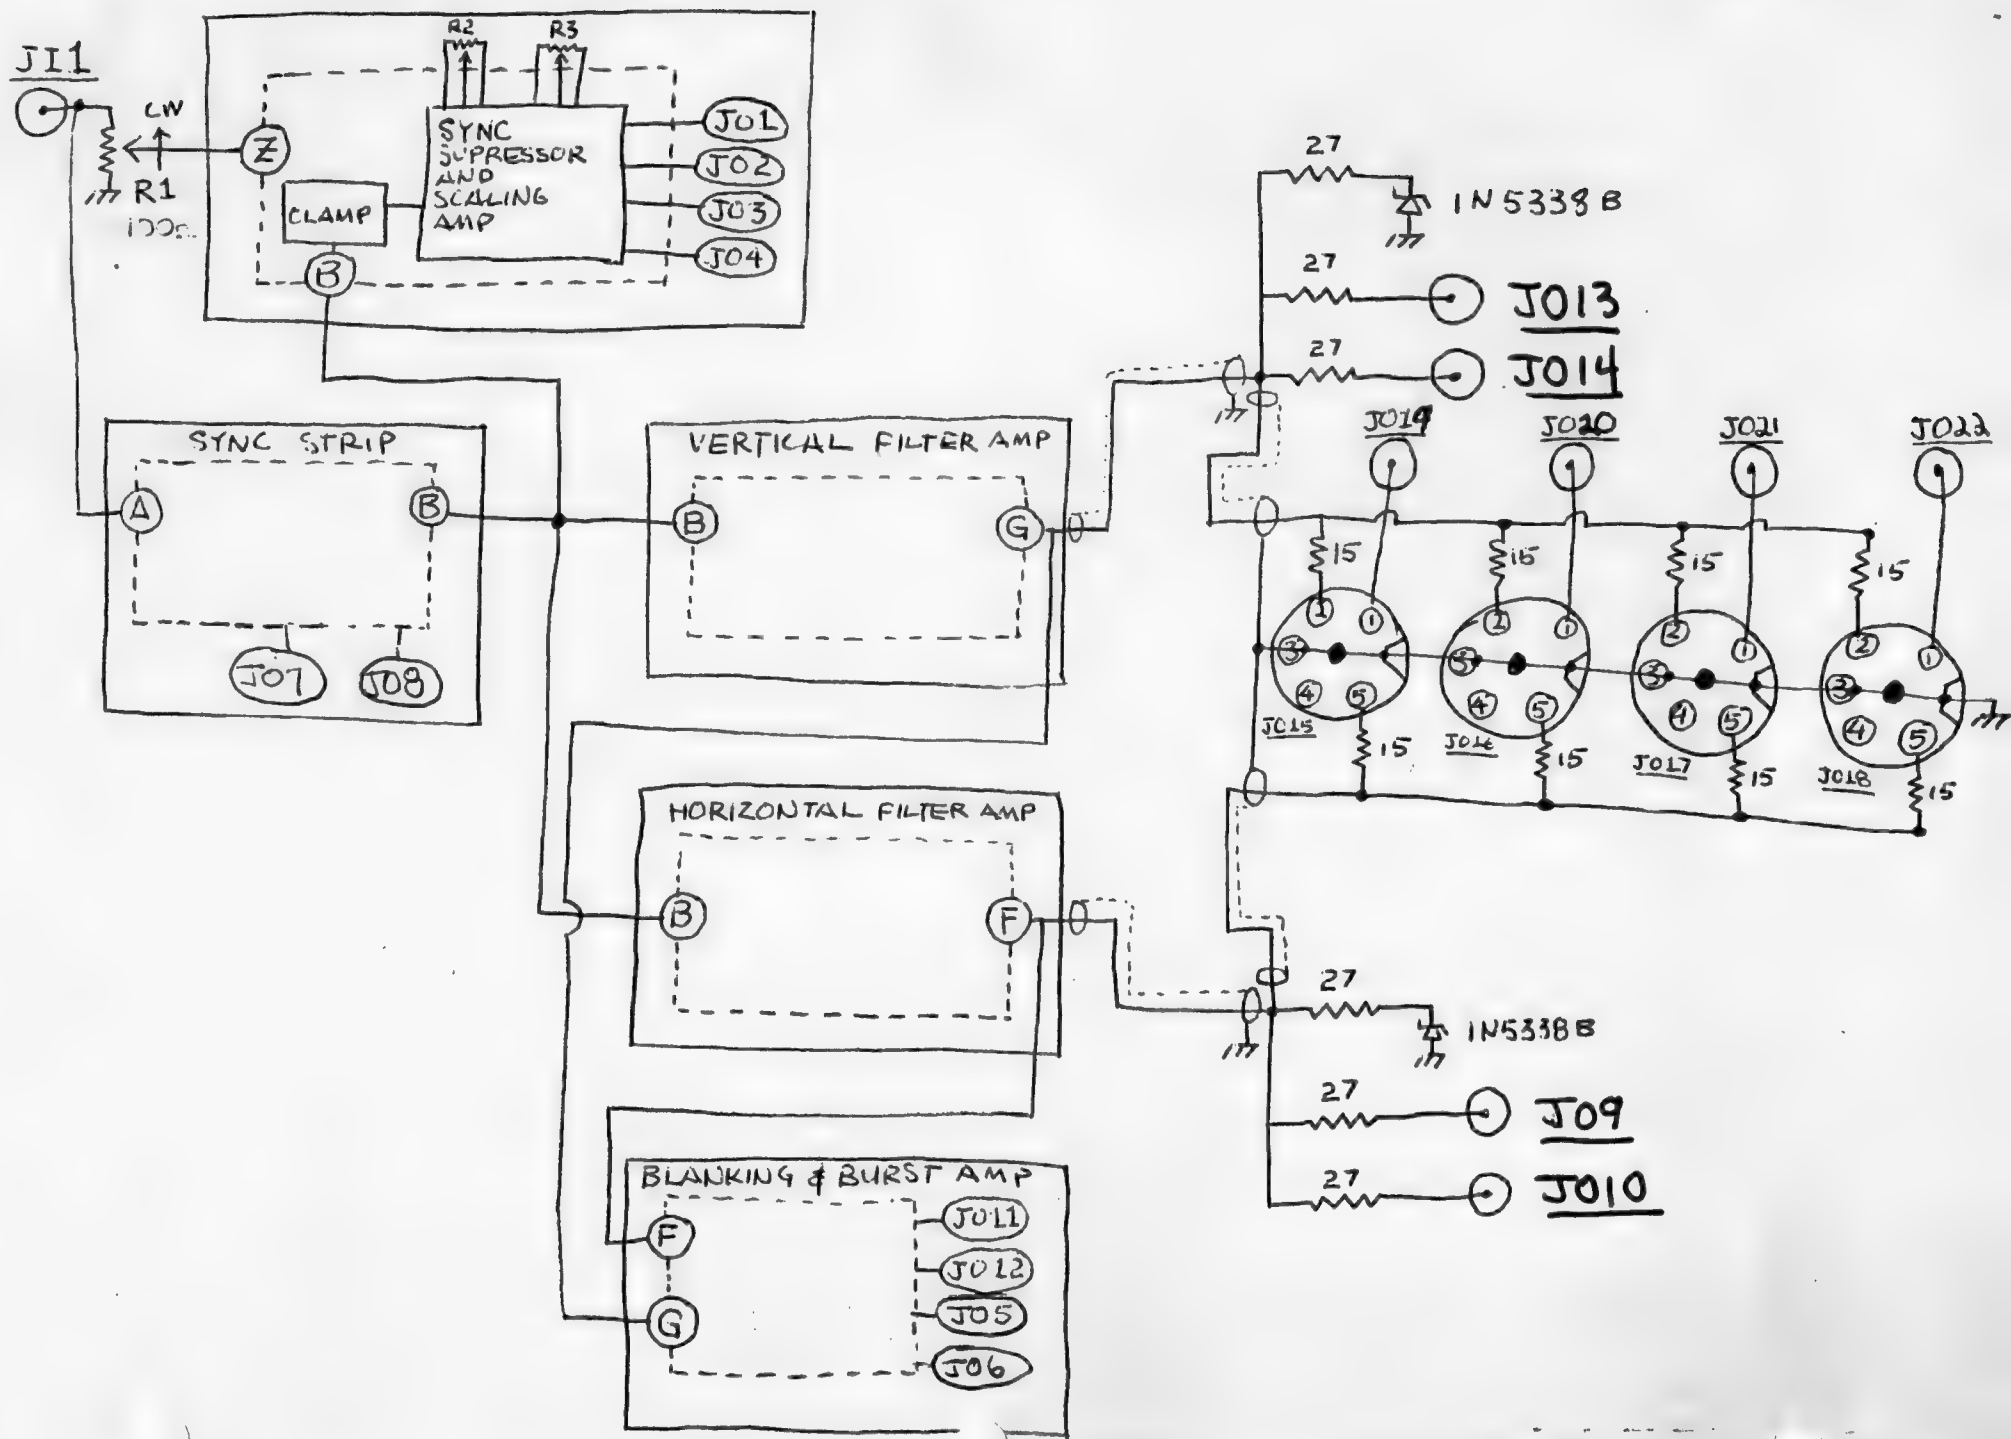 JI1
CW
R1
100Ω
R2
R3
Z
SYNC
SUPRESSOR
AND
SCALING
AMP
CLAMP
B
JO1
JO2
JO3
JO4
SYNC STRIP
A
B
JO7
JO8
VERTICAL FILTER AMP
B
G
HORIZONTAL FILTER AMP
B
F
BLANKING & BURST AMP
F
G
JO11
JO12
JO5
JO6
27
1N5338B
27
JO13
27
JO14
JO19
JO20
JO21
JO22
15
15
15
15
1
1
3
4
5
JO15
15
2
1
3
4
5
JO16
15
2
1
3
4
5
JO17
15
2
1
3
4
5
JO18
15
27
1N5338B
27
JO9
27
JO10